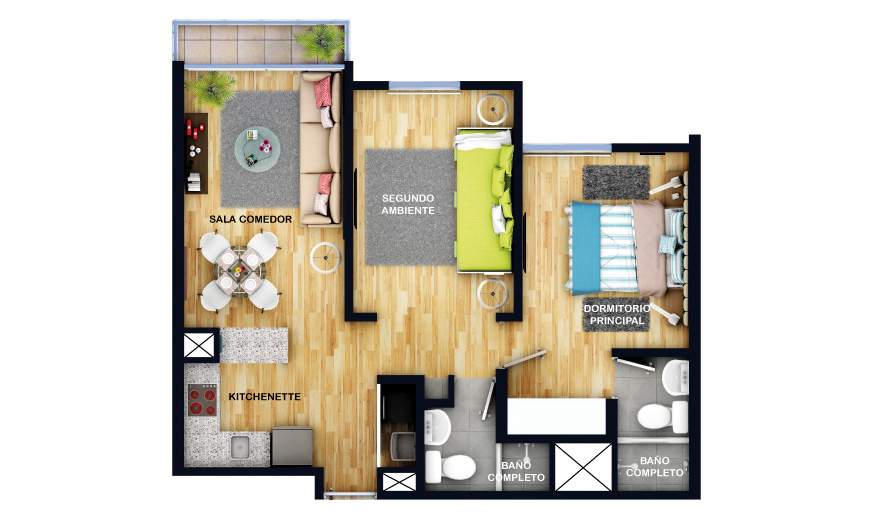 SEGUNDO
AMBIENTE
SALA COMEDOR
DORMITORIO
PRINCIPAL
KITCHENETTE
BAÑO
COMPLETO
BAÑO
COMPLETO